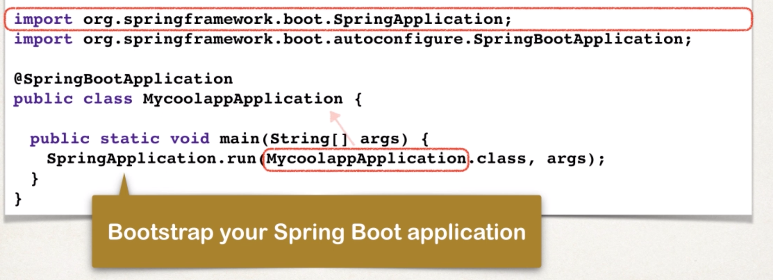 import org.springframework.boot.SpringApplication;
import org.springframework.boot.autoconfigure.SpringBootApplication;
@SpringBootApplication
public class MycoolappApplication {
public static void main(String[] args) {
SpringApplication.run(MycoolappApplication.class, args);
}
}
Bootstrap your Spring Boot application